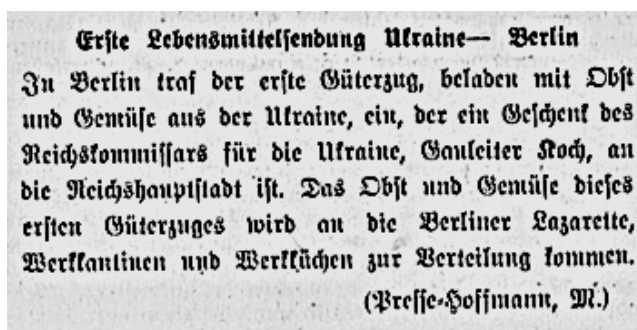 Erste Lebensmittelsendung Ukraine— Berlin
In Berlin traf der erste Güterzug, beladen mit Obst
und Gemüse aus der Ukraine, ein, der ein Geschenk des
Reichskommissars für die Ukraine, Gauleiter Koch, an
die Reichshauptstadt ist. Das Obst und Gemüse dieses
ersten Güterzuges wird an die Berliner Lazarette,
Werkkantinen und Werkküchen zur Verteilung kommen.
(Presse-Hoffmann, M.)